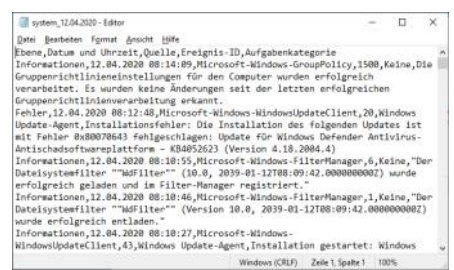 system_12.04.2020 - Editor
Datei Bearbeiten Format Ansicht Hilfe
Ebene,Datum und Uhrzeit,Quelle,Ereignis-ID,Aufgabenkategorie
Informationen,12.04.2020 08:14:09,Microsoft-Windows-GroupPolicy,1500,Keine,Die
Gruppenrichtlinieneinstellungen für den Computer wurden erfolgreich
verarbeitet. Es wurden keine Änderungen seit der letzten erfolgreichen
Gruppenrichtlinienverarbeitung erkannt.
Fehler,12.04.2020 08:12:48,Microsoft-Windows-WindowsUpdateClient,20,Windows
Update-Agent,Installationsfehler: Die Installation des folgenden Updates ist
mit Fehler 0x80070643 fehlgeschlagen: Update für Windows Defender Antivirus-
Antischadsoftwareplattform – KB4052623 (Version 4.18.2004.4)
Informationen,12.04.2020 08:10:55,Microsoft-Windows-FilterManager,6,Keine,"Der
Dateisystemfilter ""WdFilter"" (10.0, 2039-01-12T08:09:42.000000000Z) wurde
erfolgreich geladen und im Filter-Manager registriert."
Informationen,12.04.2020 08:10:46,Microsoft-Windows-FilterManager,1,Keine,"Der
Dateisystemfilter ""WdFilter"" (Version 10.0, 2039-01-12T08:09:42.000000000Z)
wurde erfolgreich entladen."
Informationen,12.04.2020 08:10:27,Microsoft-Windows-
WindowsUpdateClient,43,Windows Update-Agent,Installation gestartet: Windows
Windows (CRLF) Zeile 1, Spalte 1 100%